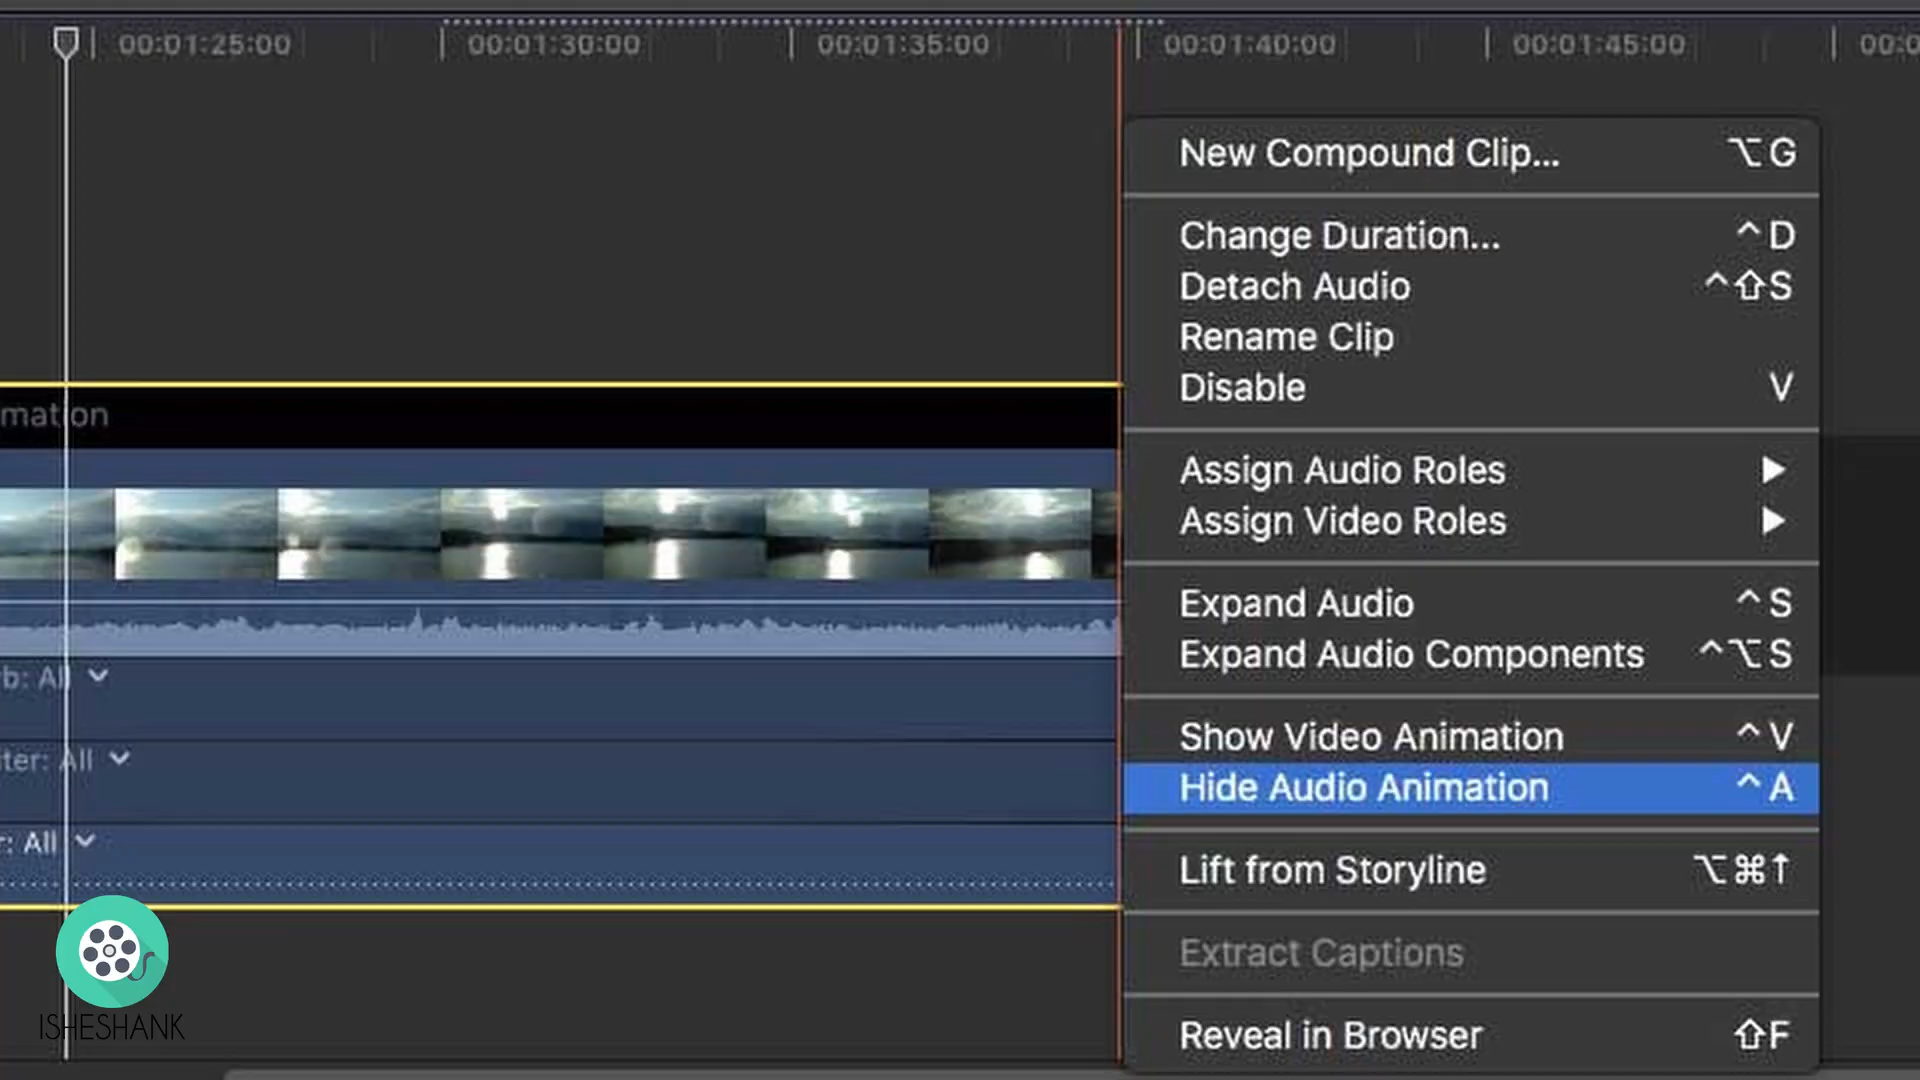 00:01:25:00 00:01:30:00 00:01:35:00 00:01:40:00 00:01:45:00 00:0
New Compound Clip... ⌥G
Change Duration... ^D
Detach Audio ^⇧S
Rename Clip
Disable V
mation
Assign Audio Roles ▶
Assign Video Roles ▶
Expand Audio ^S
Expand Audio Components ^⌥S
b: All
Show Video Animation ^V
ter: All
Hide Audio Animation ^A
r: All
Lift from Storyline ⌥⌘↑
Extract Captions
ISHESHANK
Reveal in Browser ⇧F